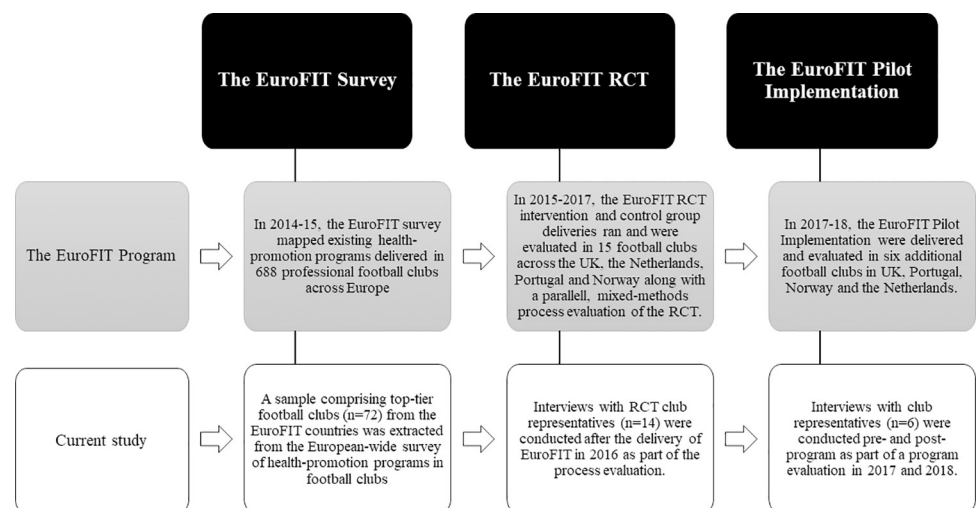 The EuroFIT Survey
The EuroFIT RCT
The EuroFIT Pilot
Implementation
The EuroFIT Program
In 2014-15, the EuroFIT survey
mapped existing health-
promotion programs delivered in
688 professional football clubs
across Europe
In 2015-2017, the EuroFIT RCT
intervention and control group
deliveries ran and were
evaluated in 15 football clubs
across the UK, the Netherlands,
Portugal and Norway along with
a parallell, mixed-methods
process evaluation of the RCT.
In 2017-18, the EuroFIT Pilot
Implementation were delivered
and evaluated in six additional
football clubs in UK, Portugal,
Norway and the Netherlands.
Current study
A sample comprising top-tier
football clubs (n=72) from the
EuroFIT countries was extracted
from the European-wide survey
of health-promotion programs in
football clubs
Interviews with RCT club
representatives (n=14) were
conducted after the delivery of
EuroFIT in 2016 as part of the
process evaluation.
Interviews with club
representatives (n=6) were
conducted pre- and post-
program as part of a program
evaluation in 2017 and 2018.